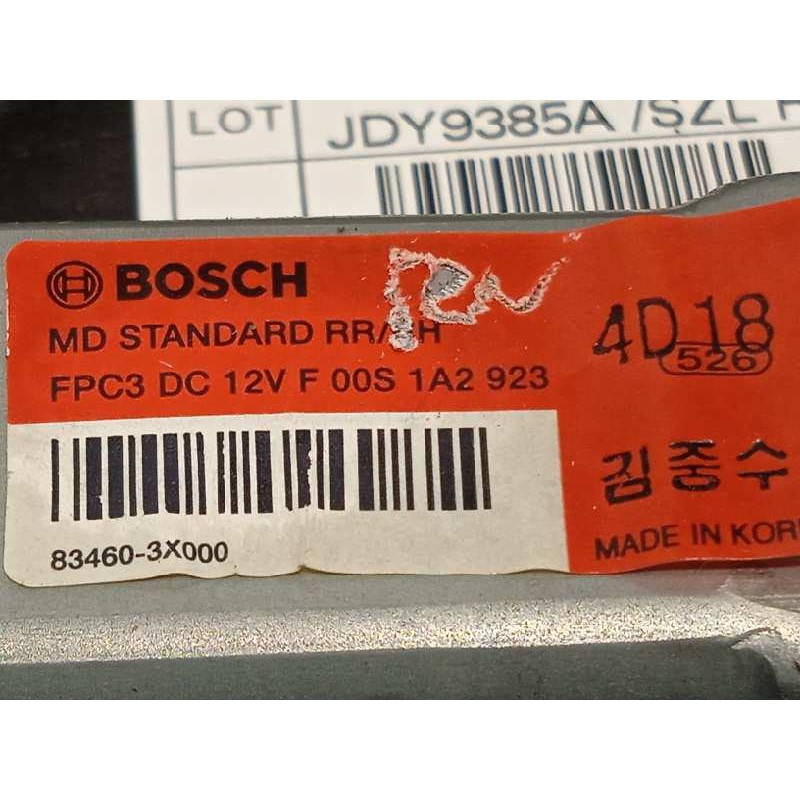 LOT
JDY9385A /SZL
BOSCH
MD STANDARD RR/
4D18
526
FPC3 DC 12V F 00S 1A2 923
김중수
83460-3X000
MADE IN KOR